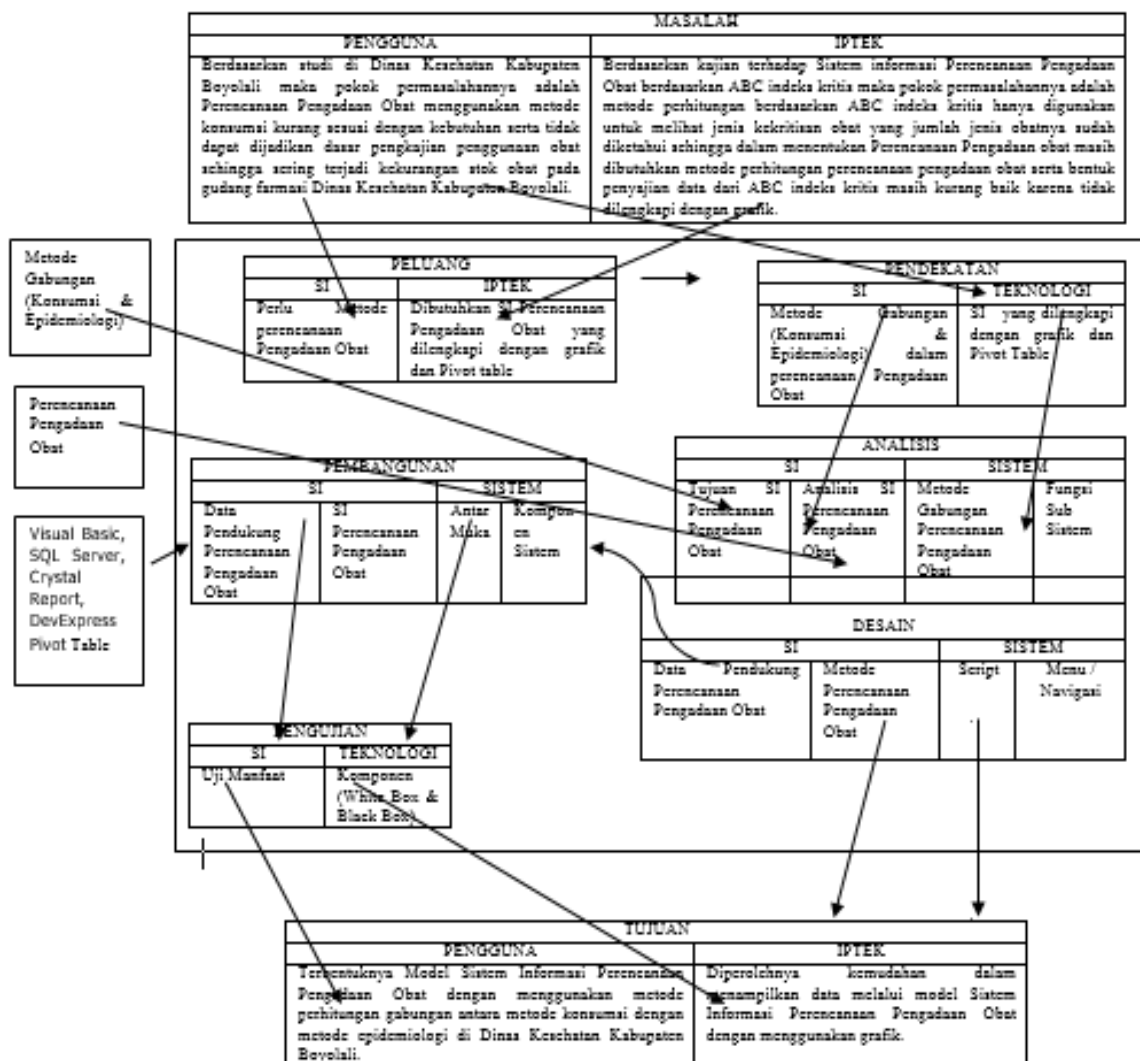 MASALAH
PENGGUNA
Berdasarkan studi di Dinas Kesehatan Kabupaten
Boyolali maka pokok permasalahannya adalah
Perencanaan Pengadaan Obat menggunakan metode
konsumsi kurang sesuai dengan kebutuhan serta tidak
dapat dijadikan dasar pengkajian penggunaan obat
sehingga sering terjadi kekurangan stok obat pada
gudang farmasi Dinas Kesehatan Kabupaten Boyolali.
IPTEK
Berdasarkan kajian terhadap Sistem informasi Perencanaan Pengadaan
Obat berdasarkan ABC indeks kritis maka pokok permasalahannya adalah
metode perhitungan berdasarkan ABC indeks kritis hanya digunakan
untuk melihat jenis kekritisan obat yang jumlah jenis obatnya sudah
diketahui sehingga dalam menentukan Perencanaan Pengadaan obat masih
dibutuhkan metode perhitungan perencanaan pengadaan obat serta bentuk
penyajian data dari ABC indeks kritis masih kurang baik karena tidak
dilengkapi dengan grafik.
Metode
Gabungan
(Konsumsi &
Epidemiologi)
PELUANG
SI
Perlu Metode
perencanaan
Pengadaan Obat
IPTEK
Dibutuhkan SI Perencanaan
Pengadaan Obat yang
dilengkapi dengan grafik
dan Pivot table
PENDEKATAN
SI
Metode Gabungan
(Konsumsi &
Epidemiologi) dalam
perencanaan Pengadaan
Obat
TEKNOLOGI
SI yang dilengkapi
dengan grafik dan
Pivot Table
Perencanaan
Pengadaan
Obat
ANALISIS
SI
Tujuan SI
Perencanaan
Pengadaan
Obat
Analisis SI
Perencanaan
Pengadaan
Obat
SISTEM
Metode
Gabungan
Perencanaan
Pengadaan
Obat
Fungsi
Sub
Sistem
Visual Basic,
SQL Server,
Crystal
Report,
DevExpress
Pivot Table
PEMBANGUNAN
SI
Data
Pendukung
Perencanaan
Pengadaan
Obat
SI
Perencanaan
Pengadaan
Obat
SISTEM
Antar
Muka
Kompon
en
Sistem
DESAIN
SI
Data Pendukung
Perencanaan
Pengadaan Obat
Metode
Perencanaan
Pengadaan
Obat
SISTEM
Script
Menu /
Navigasi
PENGUJIAN
SI
Uji Manfaat
TEKNOLOGI
Komponen
(White Box &
Black Box)
TUJUAN
PENGGUNA
Terbentuknya Model Sistem Informasi Perencanaan
Pengadaan Obat dengan menggunakan metode
perhitungan gabungan antara metode konsumsi dengan
metode epidemiologi di Dinas Kesehatan Kabupaten
Boyolali.
IPTEK
Diperolehnya kemudahan dalam
menampilkan data melalui model Sistem
Informasi Perencanaan Pengadaan Obat
dengan menggunakan grafik.